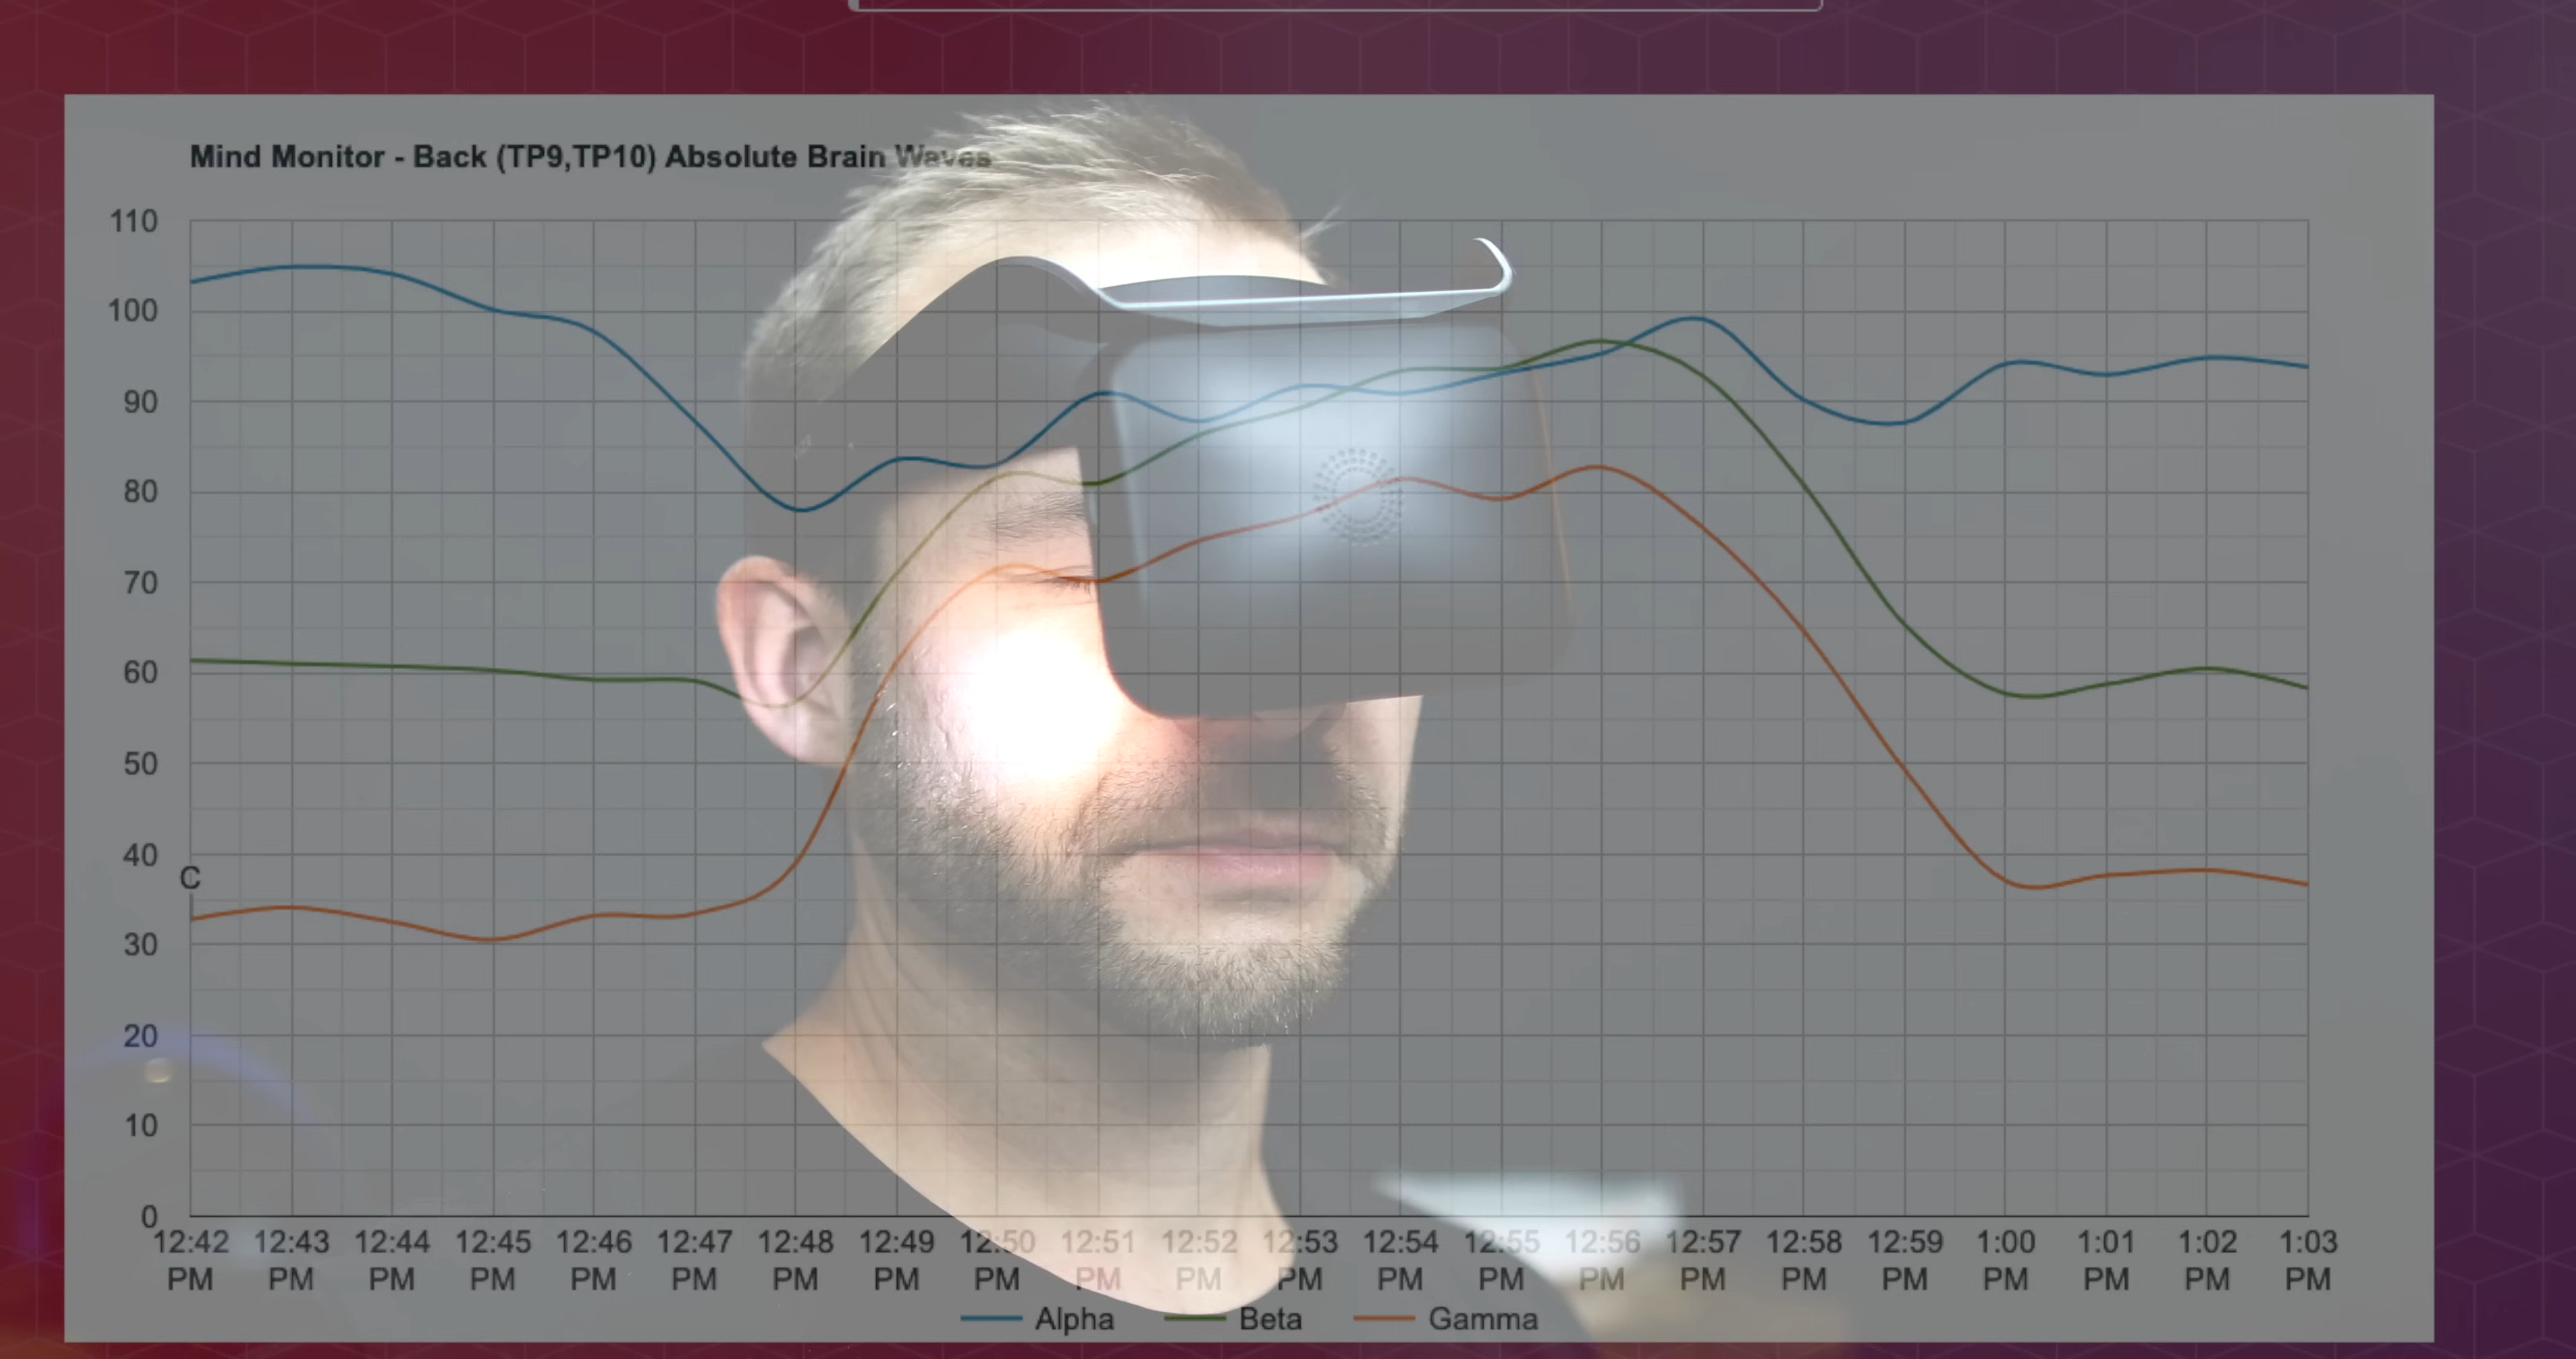 Mind Monitor - Back (TP9,TP10) Absolute Brain Waves
110
100
90
80
70
60
50
40
C
30
20
10
0
12:42 PM
12:43 PM
12:44 PM
12:45 PM
12:46 PM
12:47 PM
12:48 PM
12:49 PM
12:50 PM
12:51 PM
12:52 PM
12:53 PM
12:54 PM
12:55 PM
12:56 PM
12:57 PM
12:58 PM
12:59 PM
1:00 PM
1:01 PM
1:02 PM
1:03 PM
Alpha Beta Gamma